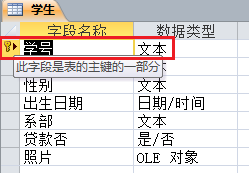 学生
字段名称 数据类型
学号 文本
此字段是表的主键的一部分
性别 文本
出生日期 日期/时间
系部 文本
贷款否 是/否
照片 OLE 对象